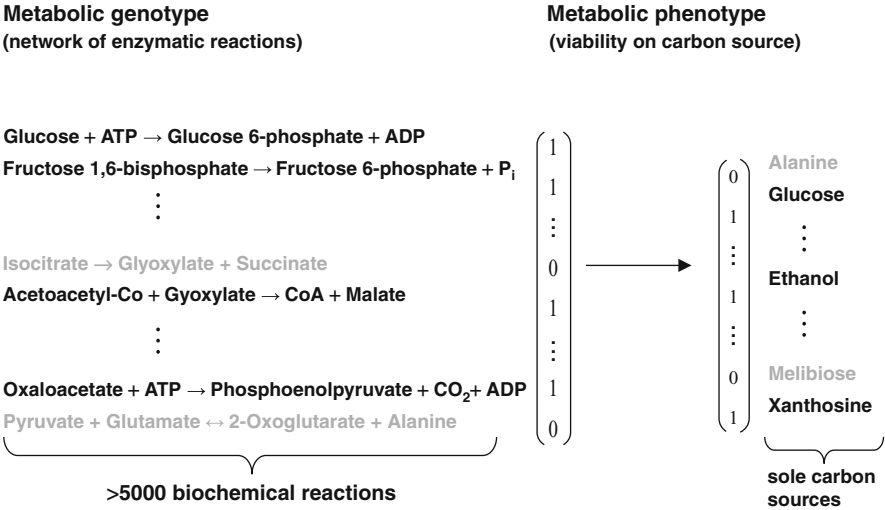 Metabolic genotype
(network of enzymatic reactions)
Metabolic phenotype
(viability on carbon source)
Glucose + ATP → Glucose 6-phosphate + ADP
Fructose 1,6-bisphosphate → Fructose 6-phosphate + Pi
⋮
Isocitrate → Glyoxylate + Succinate
Acetoacetyl-Co + Gyoxylate → CoA + Malate
⋮
Oxaloacetate + ATP → Phosphoenolpyruvate + CO2+ ADP
Pyruvate + Glutamate ↔ 2-Oxoglutarate + Alanine
>5000 biochemical reactions
1
1
⋮
0
1
⋮
1
0
0
1
⋮
1
⋮
0
1
Alanine
Glucose
⋮
Ethanol
⋮
Melibiose
Xanthosine
sole carbon
sources